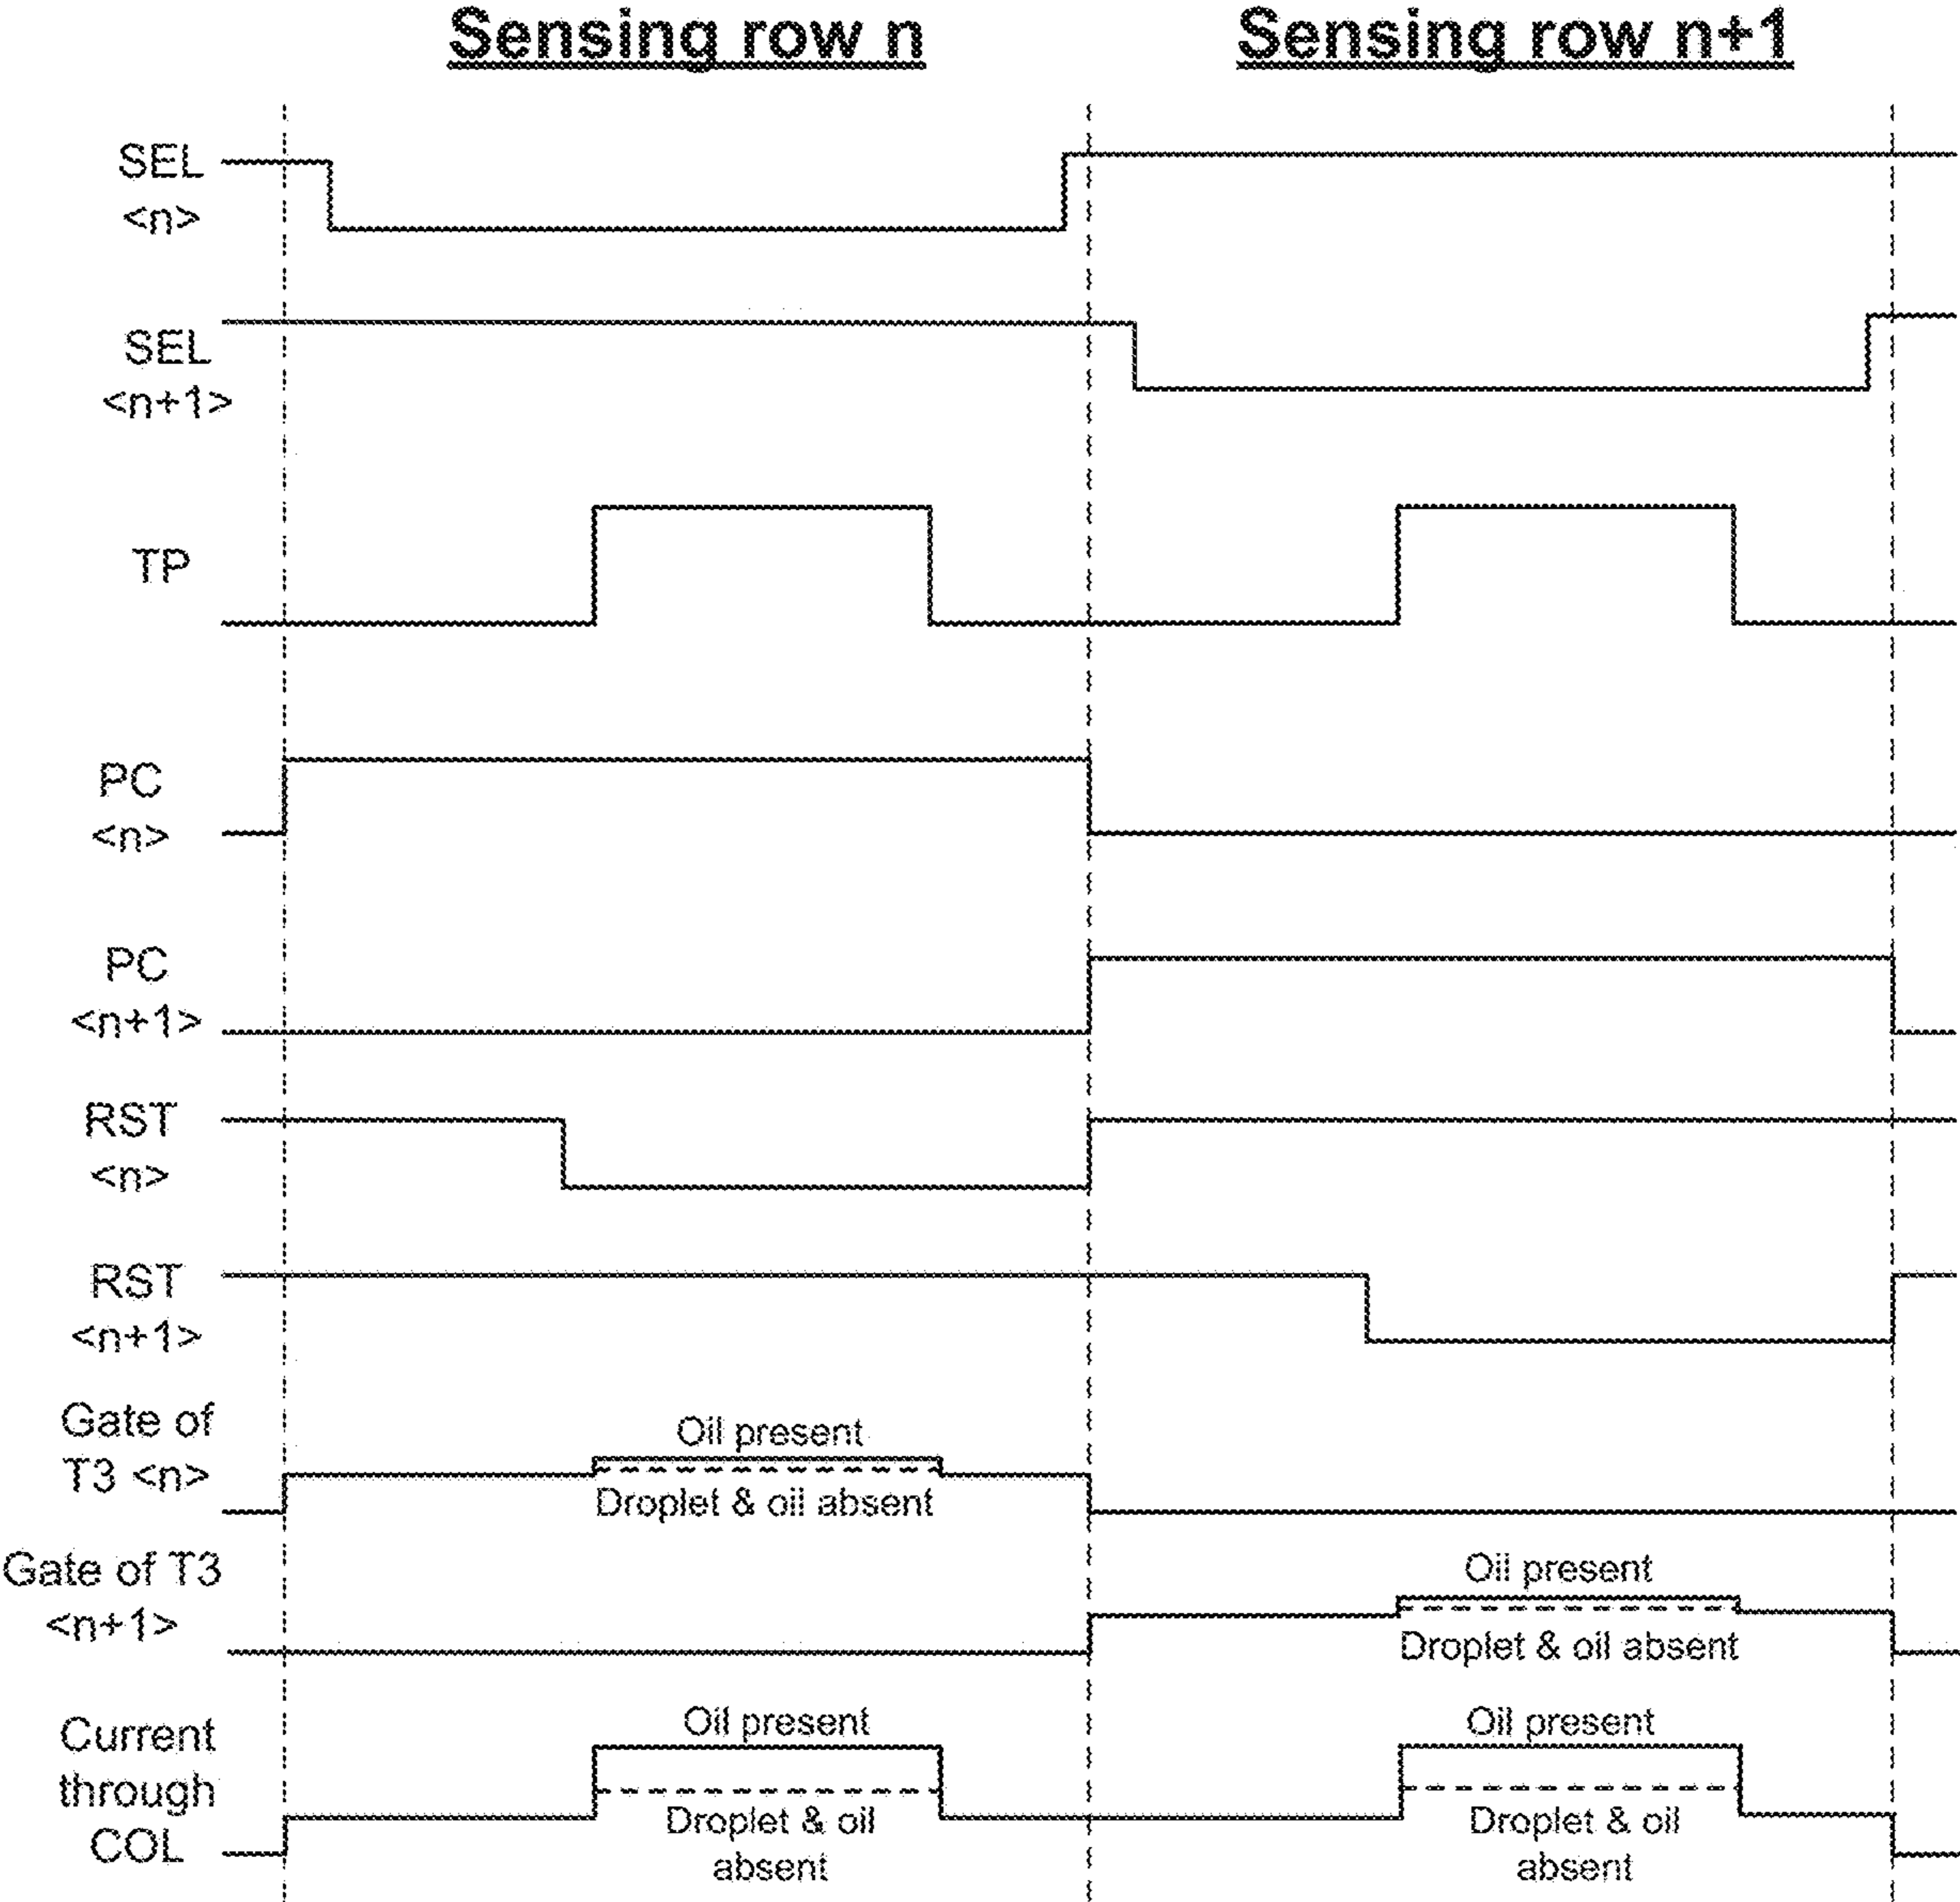 Sensing row n
Sensing row n+1
SEL
<n>
SEL
<n+1>
TP
PC
<n>
PC
<n+1>
RST
<n>
RST
<n+1>
Gate of
T3 <n>
Oil present
Droplet & oil absent
Gate of T3
<n+1>
Oil present
Droplet & oil absent
Current
through
COL
Oil present
Droplet & oil
absent
Oil present
Droplet & oil
absent